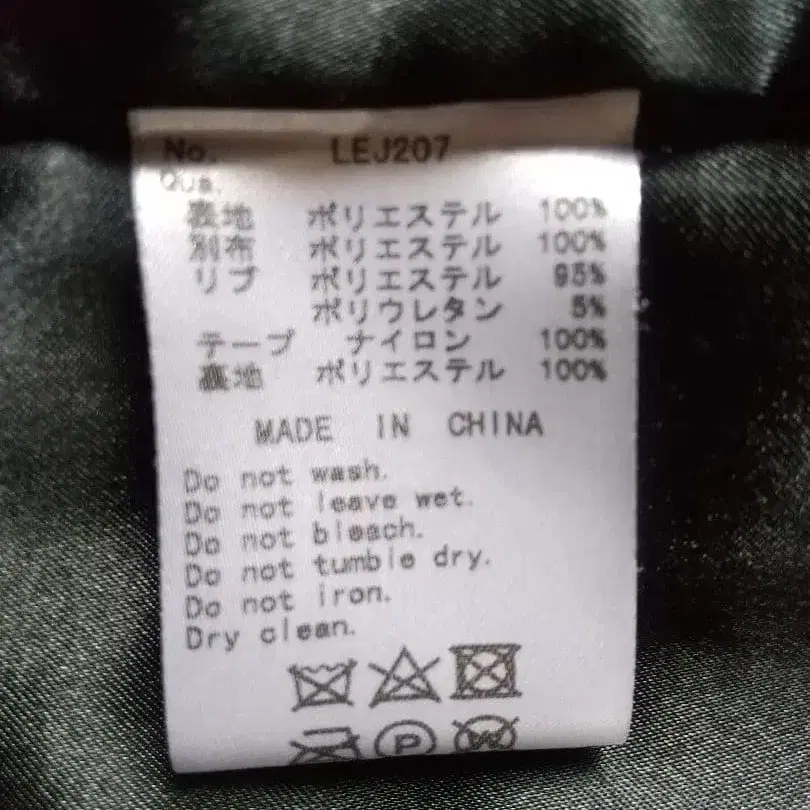 No. LEJ207
Qua.
表地 ポリエステル 100%
別布 ポリエステル 100%
リブ ポリエステル 95%
ポリウレタン 5%
テープ ナイロン 100%
裏地 ポリエステル 100%
MADE IN CHINA
Do not wash.
Do not leave wet.
Do not bleach.
Do not tumble dry.
Do not iron.
Dry clean.
P W